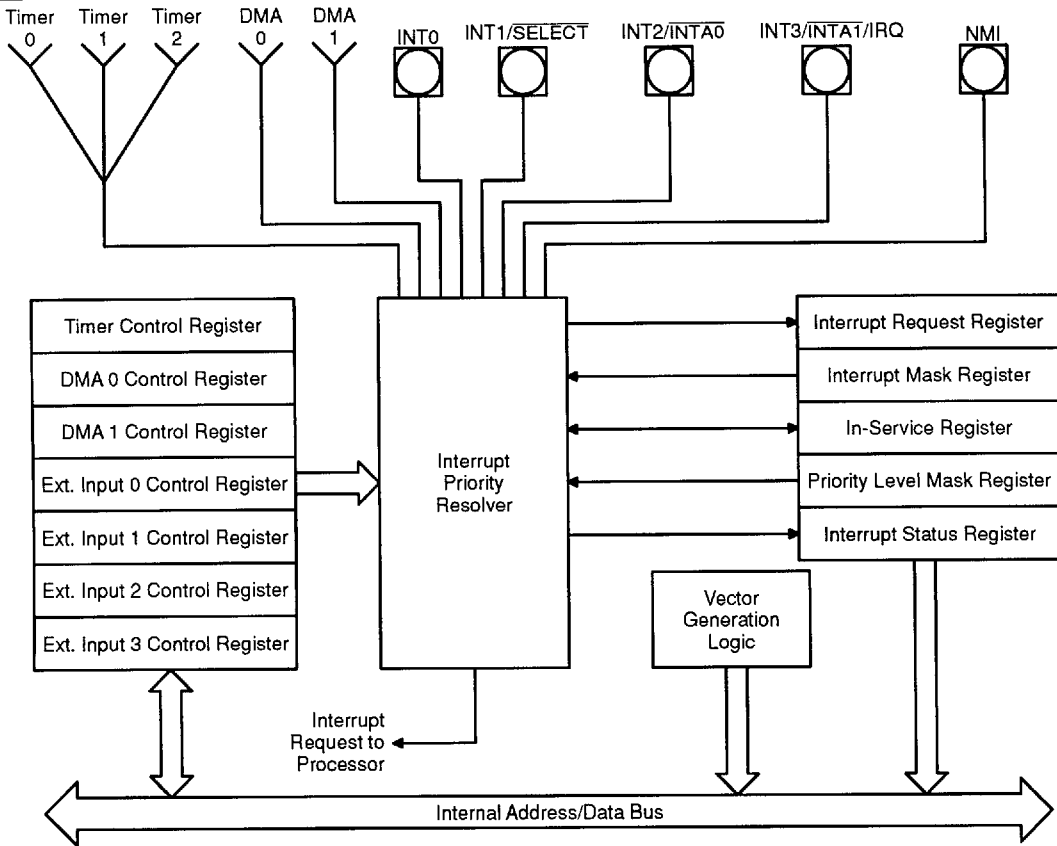 Timer 0
Timer 1
Timer 2
DMA 0
DMA 1
INT0
INT1/S̅E̅L̅E̅C̅T̅
INT2/I̅N̅T̅A̅0̅
INT3/I̅N̅T̅A̅1̅/IRQ
NMI
Timer Control Register
DMA 0 Control Register
DMA 1 Control Register
Ext. Input 0 Control Register
Ext. Input 1 Control Register
Ext. Input 2 Control Register
Ext. Input 3 Control Register
Interrupt
Priority
Resolver
Interrupt Request Register
Interrupt Mask Register
In-Service Register
Priority Level Mask Register
Interrupt Status Register
Vector
Generation
Logic
Interrupt
Request to
Processor
Internal Address/Data Bus